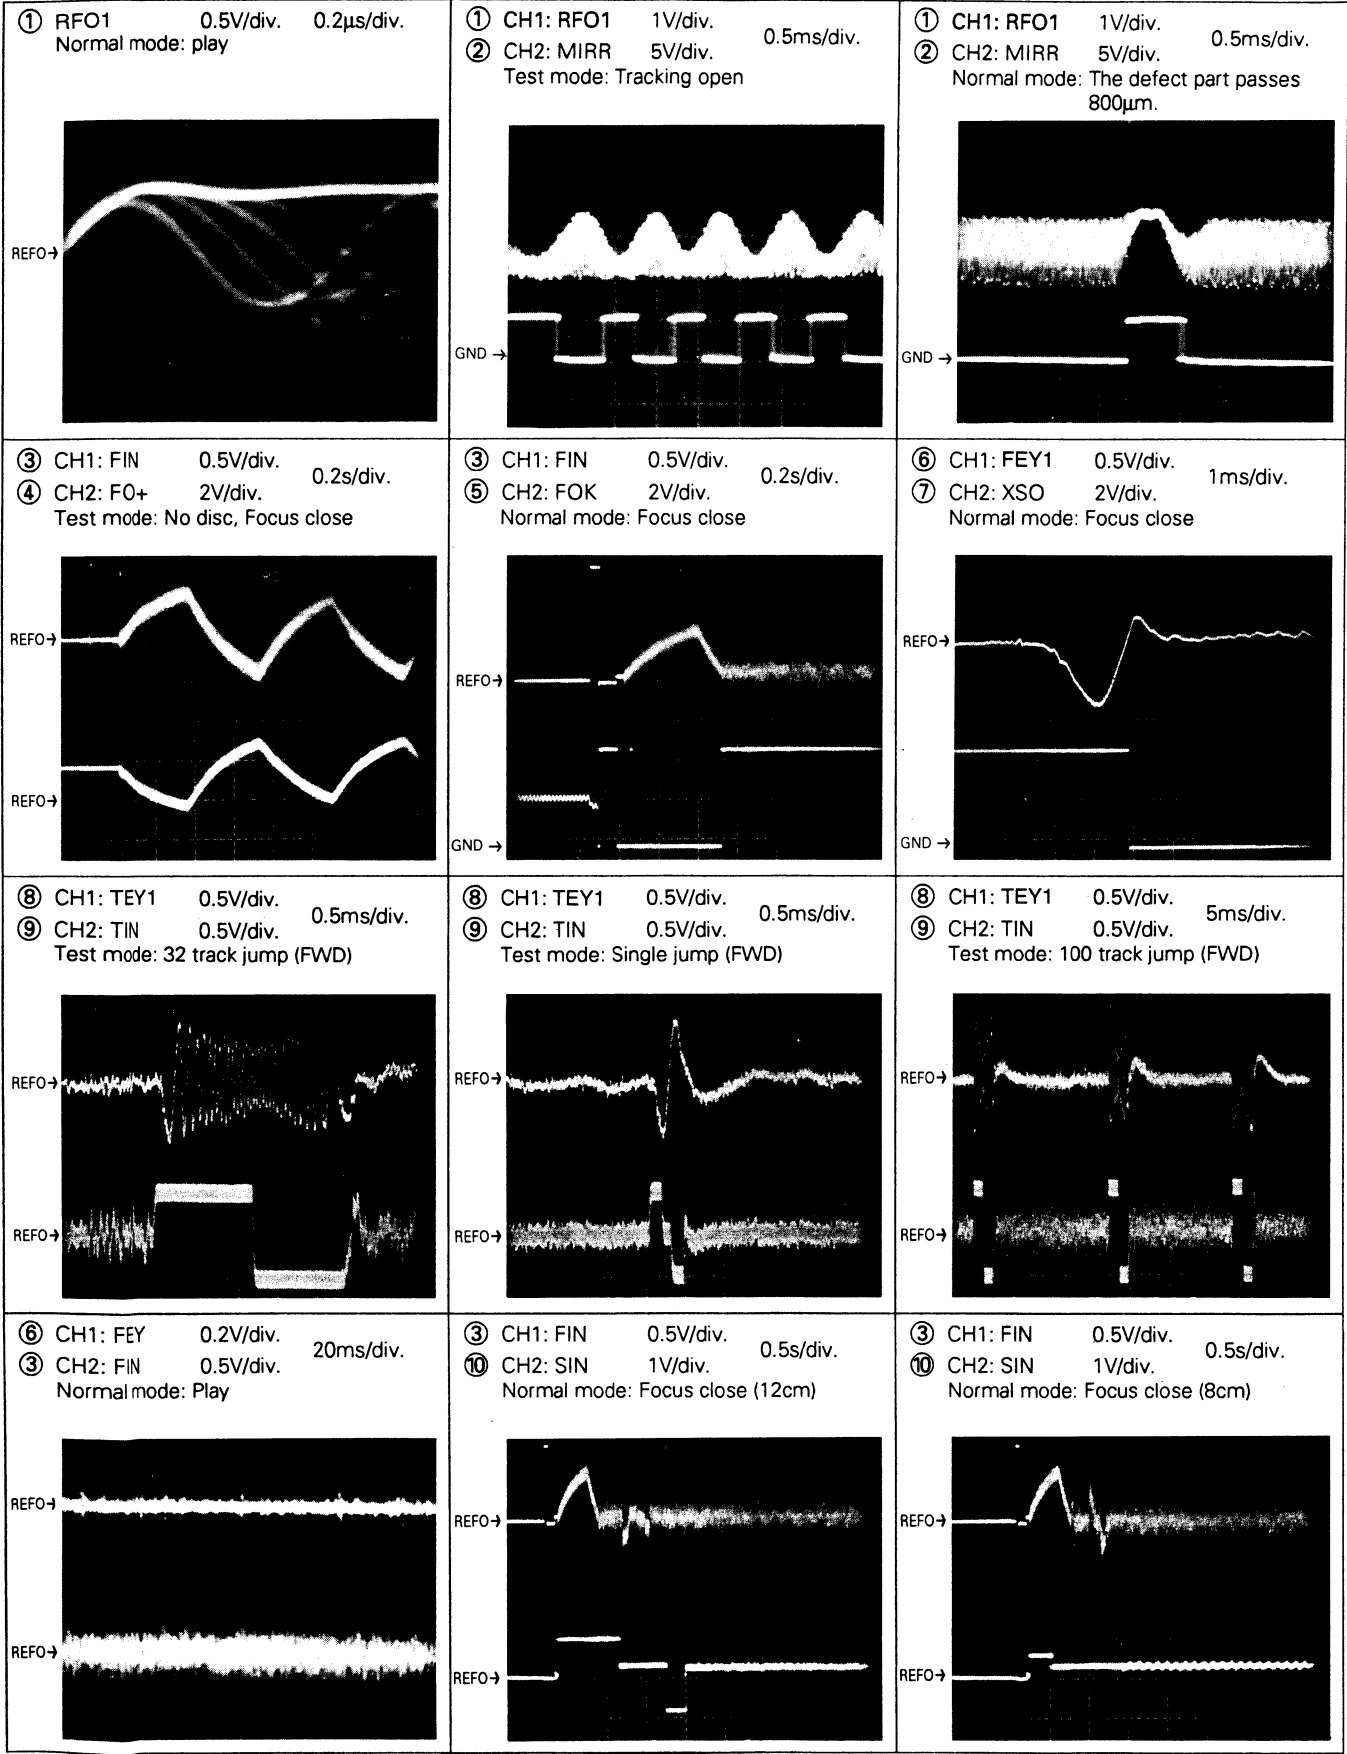 ① RFO1 0.5V/div. 0.2µs/div.
Normal mode: play
REFO→
① CH1: RFO1 1V/div. 0.5ms/div.
② CH2: MIRR 5V/div.
Test mode: Tracking open
GND →
① CH1: RFO1 1V/div. 0.5ms/div.
② CH2: MIRR 5V/div.
Normal mode: The defect part passes
800µm.
GND →
③ CH1: FIN 0.5V/div. 0.2s/div.
④ CH2: FO+ 2V/div.
Test mode: No disc, Focus close
REFO→
REFO→
③ CH1: FIN 0.5V/div. 0.2s/div.
⑤ CH2: FOK 2V/div.
Normal mode: Focus close
REFO→
GND →
⑥ CH1: FEY1 0.5V/div. 1ms/div.
⑦ CH2: XSO 2V/div.
Normal mode: Focus close
REFO→
GND →
⑧ CH1: TEY1 0.5V/div. 0.5ms/div.
⑨ CH2: TIN 0.5V/div.
Test mode: 32 track jump (FWD)
REFO→
REFO→
⑧ CH1: TEY1 0.5V/div. 0.5ms/div.
⑨ CH2: TIN 0.5V/div.
Test mode: Single jump (FWD)
REFO→
REFO→
⑧ CH1: TEY1 0.5V/div. 5ms/div.
⑨ CH2: TIN 0.5V/div.
Test mode: 100 track jump (FWD)
REFO→
REFO→
⑥ CH1: FEY 0.2V/div. 20ms/div.
③ CH2: FIN 0.5V/div.
Normal mode: Play
REFO→
REFO→
③ CH1: FIN 0.5V/div. 0.5s/div.
⑩ CH2: SIN 1V/div.
Normal mode: Focus close (12cm)
REFO→
REFO→
③ CH1: FIN 0.5V/div. 0.5s/div.
⑩ CH2: SIN 1V/div.
Normal mode: Focus close (8cm)
REFO→
REFO→